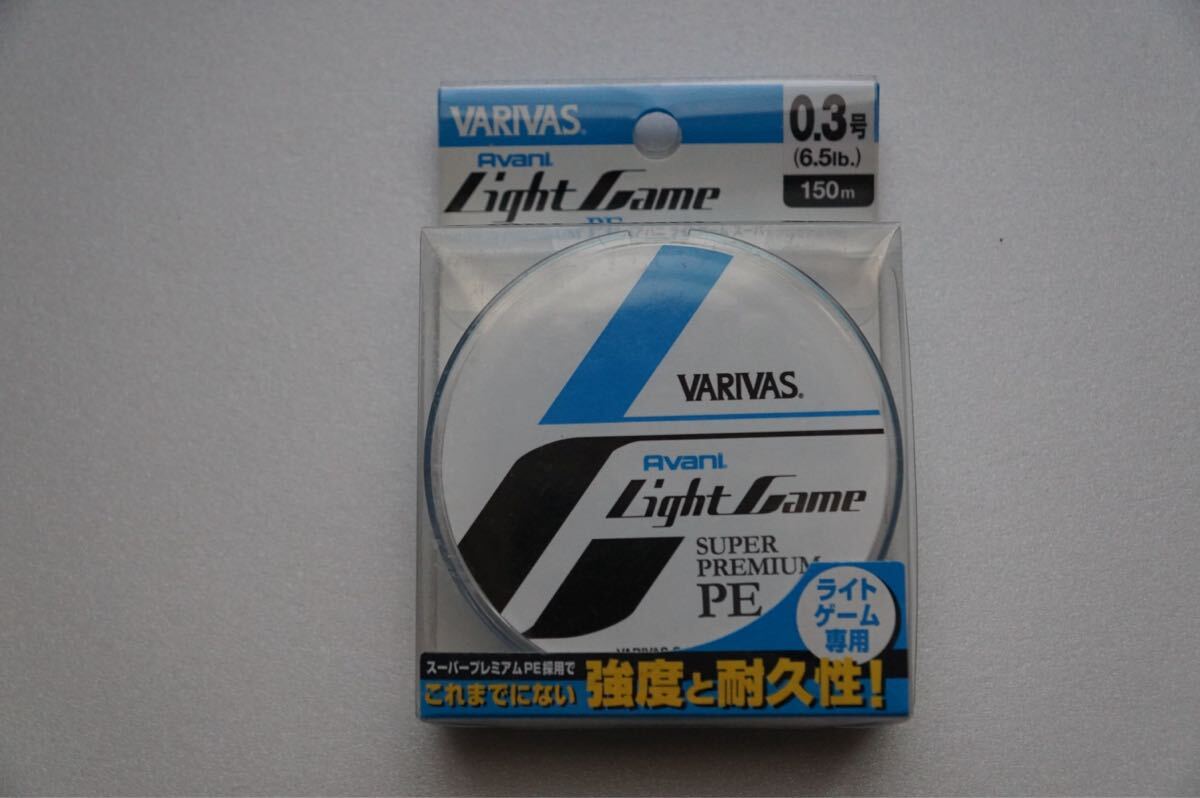 VARIVAS®
0.3号
(6.5lb.)
150m
Avani
Light Game
PE
VARIVAS®
Avani
Light Game
SUPER
PREMIUM
PE
ライト
ゲーム
専用
スーパープレミアムPE採用で
これまでにない 強度と耐久性!